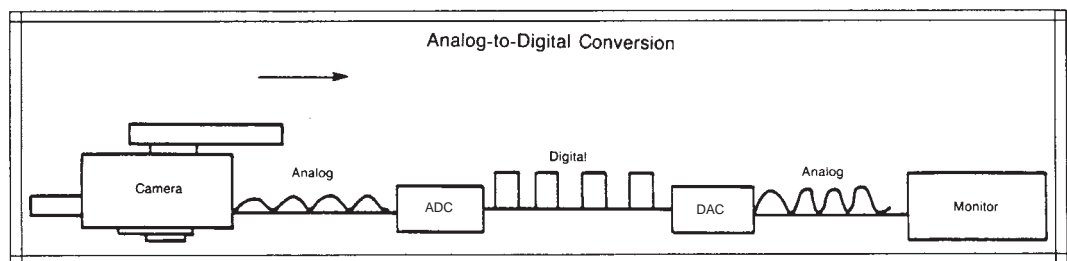 Analog-to-Digital Conversion
Camera
Analog
ADC
Digital
DAC
Analog
Monitor